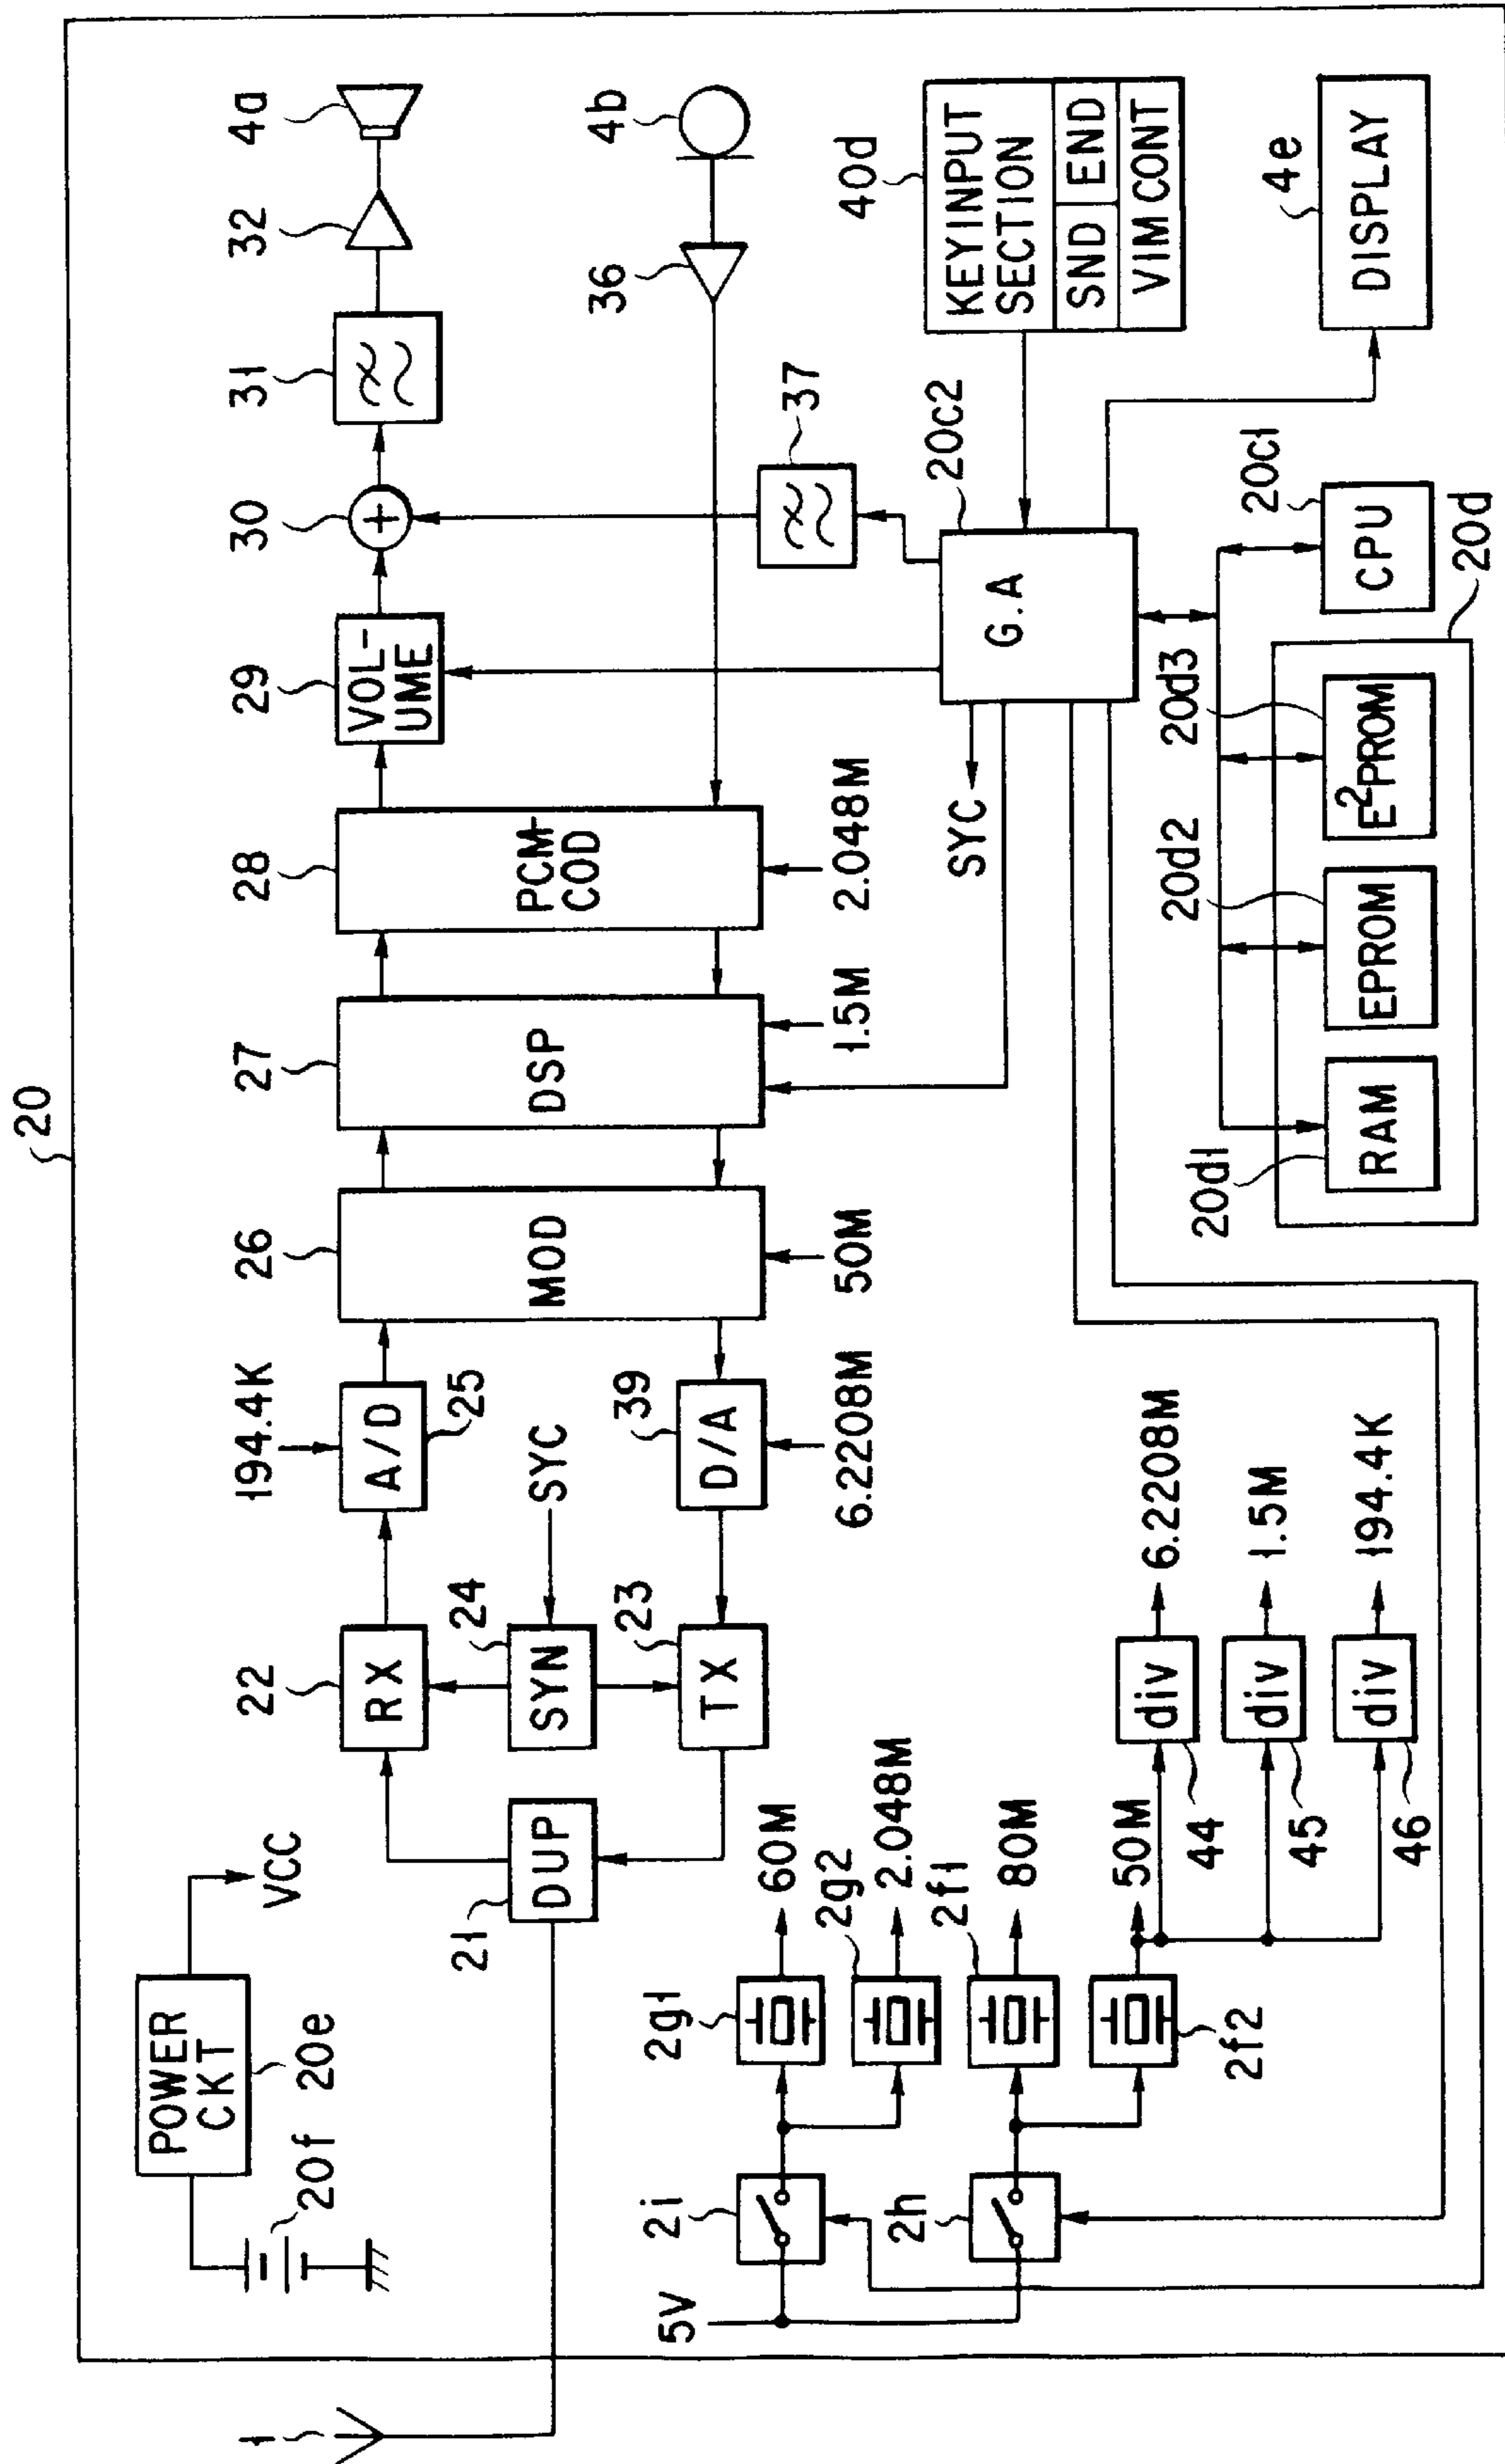 20
1
POWER
CKT
20e
20f
VCC
21
DUP
22
RX
24
SYN
SYC
23
TX
194.4K
A/D
25
39
D/A
6.2208M
26
MOD
50M
27
DSP
1.5M
28
PCM-
COD
2.048M
29
VOL-
UME
30
31
32
4a
36
4b
37
5V
2i
2h
2g1
60M
2g2
2.048M
2f1
80M
2f2
50M
44
div
6.2208M
45
div
1.5M
46
div
194.4K
SYC
G.A
20c2
40d
KEYINPUT
SECTION
SND
END
VIM CONT
4e
DISPLAY
20c1
CPU
20d
20d1
RAM
20d2
EPROM
20d3
E²PROM